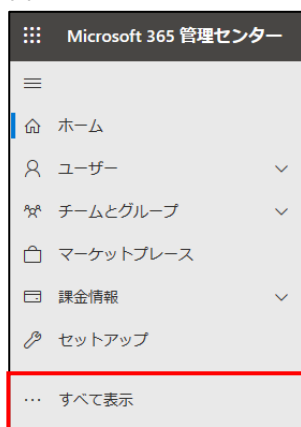 Microsoft 365 管理センター
ホーム
ユーザー
チームとグループ
マーケットプレース
課金情報
セットアップ
… すべて表示